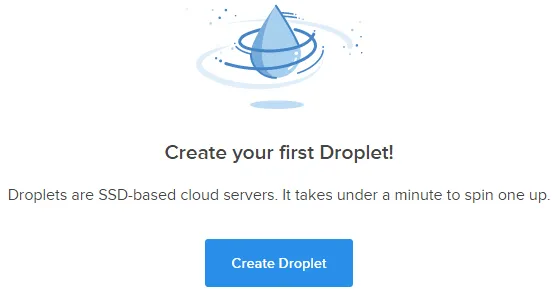 Create your first Droplet!
Droplets are SSD-based cloud servers. It takes under a minute to spin one up.
Create Droplet